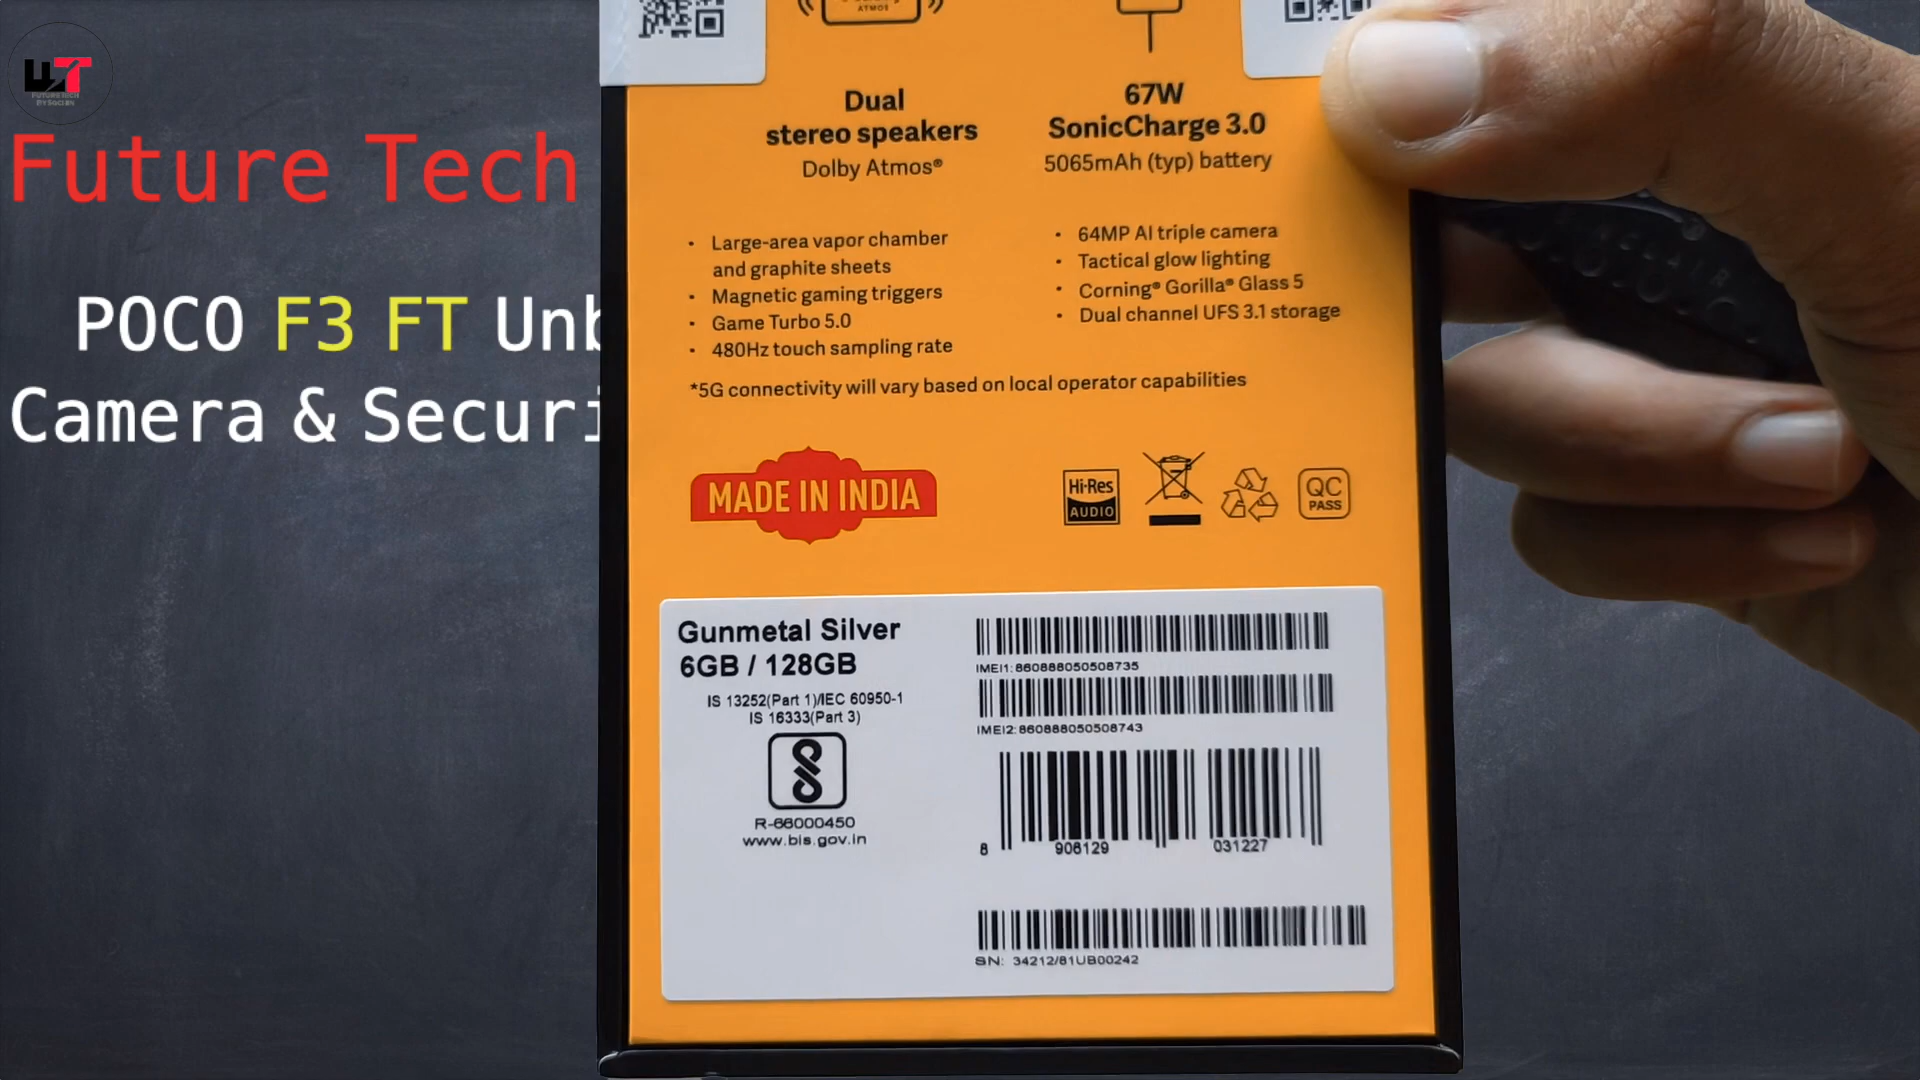 FUTURE TECH
Future Tech
POCO F3 FT Unb
Camera & Securi
ATMOS
Dual
stereo speakers
Dolby Atmos®
67W
SonicCharge 3.0
5065mAh (typ) battery
• Large-area vapor chamber
and graphite sheets
• Magnetic gaming triggers
• Game Turbo 5.0
• 480Hz touch sampling rate
• 64MP AI triple camera
• Tactical glow lighting
• Corning® Gorilla® Glass 5
• Dual channel UFS 3.1 storage
*5G connectivity will vary based on local operator capabilities
MADE IN INDIA
Hi-Res
AUDIO
QC
PASS
Gunmetal Silver
6GB / 128GB
IS 13252(Part 1)/IEC 60950-1
IS 16333(Part 3)
R-66000450
www.bis.gov.in
IMEI1: 860888050508735
IMEI2: 860888050508743
8 906129 031227
SN: 34212/81UB00242